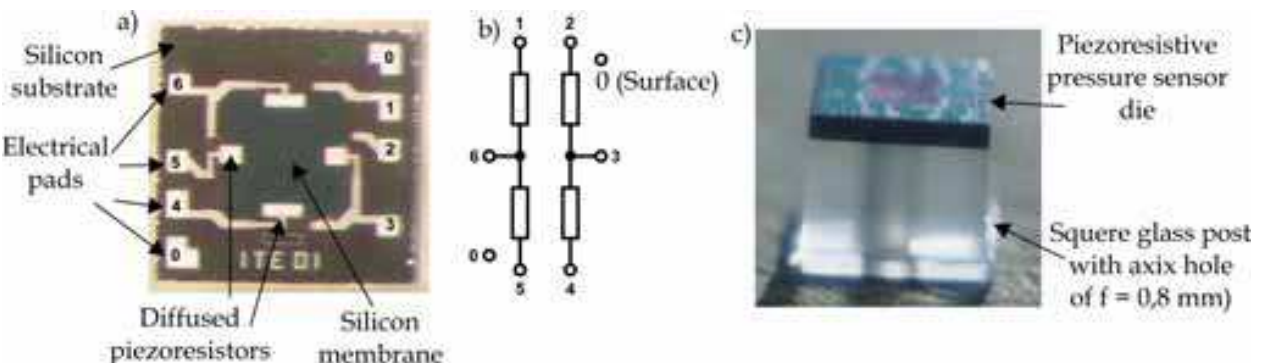 a)
Silicon
substrate
Electrical
pads
6
5
4
0
0
1
2
3
ITE 01
Diffused
piezoresistors
Silicon
membrane
b)
1
2
0 (Surface)
6
3
0
5
4
c)
Piezoresistive
pressure sensor
die
Squere glass post
with axix hole
of f = 0,8 mm)